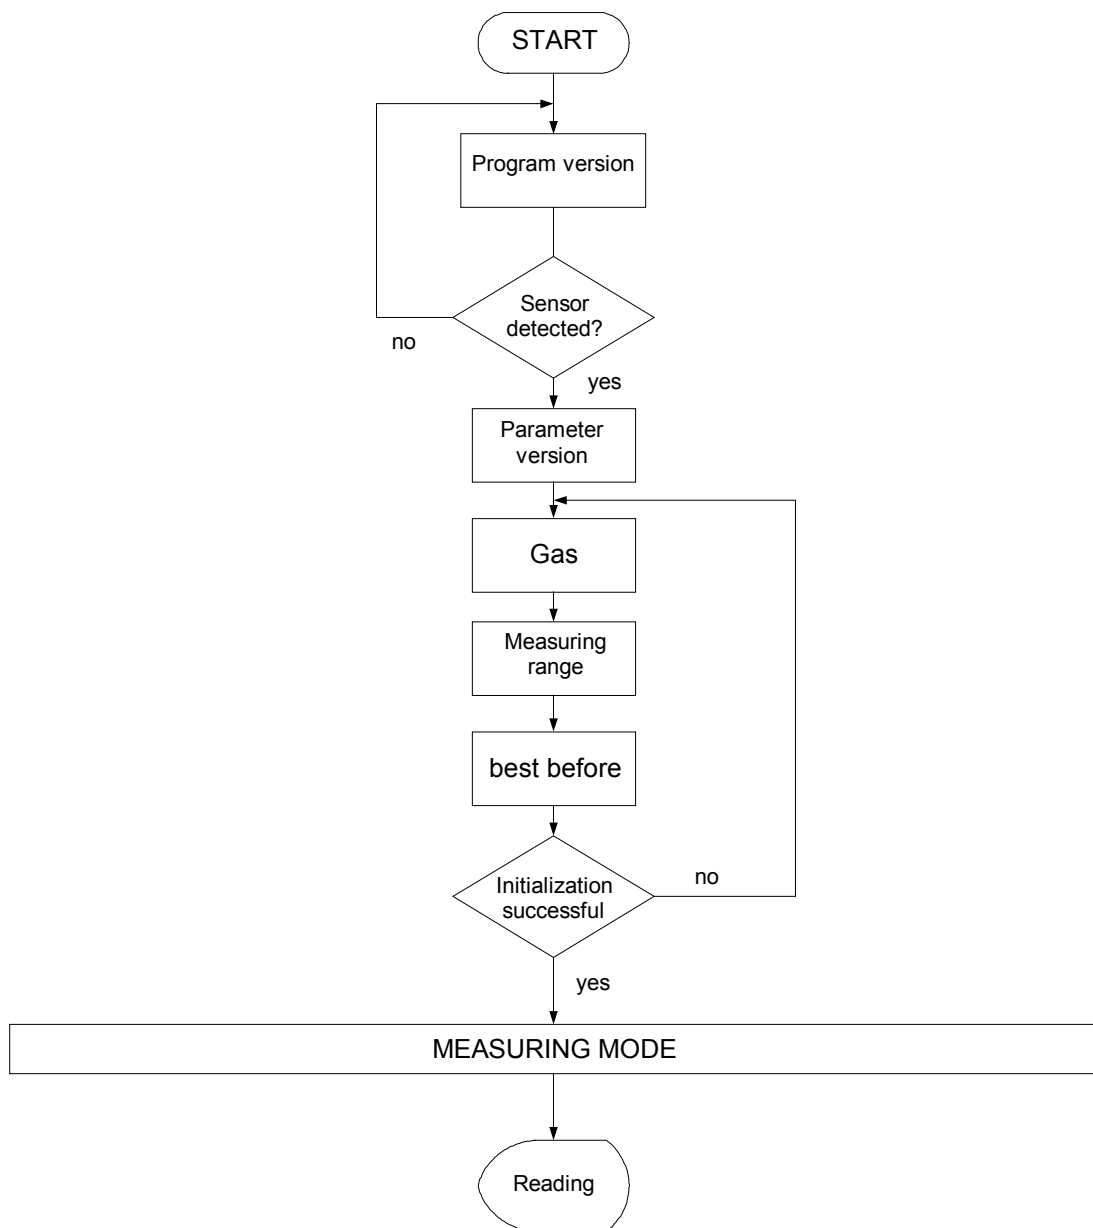 START
Program version
Sensor
detected?
no
yes
Parameter
version
Gas
Measuring
range
best before
Initialization
successful
no
yes
MEASURING MODE
Reading